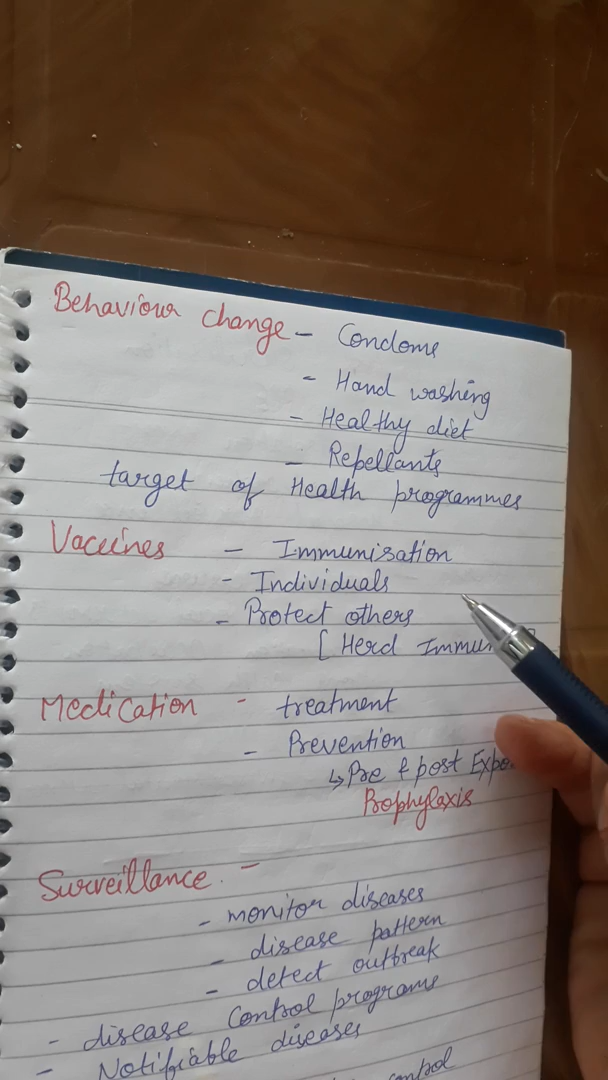 Behaviour change - Condoms
- Hand washing
- Healthy diet
- Repellants
target of Health programmes
Vaccines - Immunisation
- Individuals
- Protect others
[ Herd
Medication - treatment
- Prevention
↳ Pre & post
Prophylaxis
Surveillance -
- monitor diseases
- disease pattern
- detect outbreak
- disease control programs
- Notifiable diseases
control